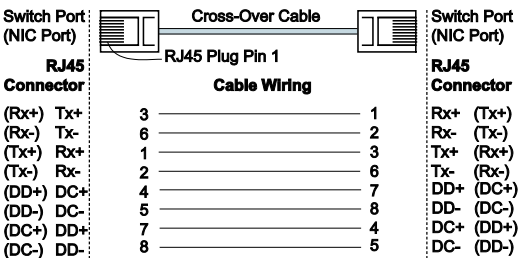 Switch Port Cross-Over Cable Switch Port
(NIC Port) (NIC Port)
RJ45 Plug Pin 1
RJ45 RJ45
Connector Cable Wiring Connector
(Rx+) Tx+ 3 1 Rx+ (Tx+)
(Rx-) Tx- 6 2 Rx- (Tx-)
(Tx+) Rx+ 1 3 Tx+ (Rx+)
(Tx-) Rx- 2 6 Tx- (Rx-)
(DD+) DC+ 4 7 DD+ (DC+)
(DD-) DC- 5 8 DD- (DC-)
(DC+) DD+ 7 4 DC+ (DD+)
(DC-) DD- 8 5 DC- (DD-)